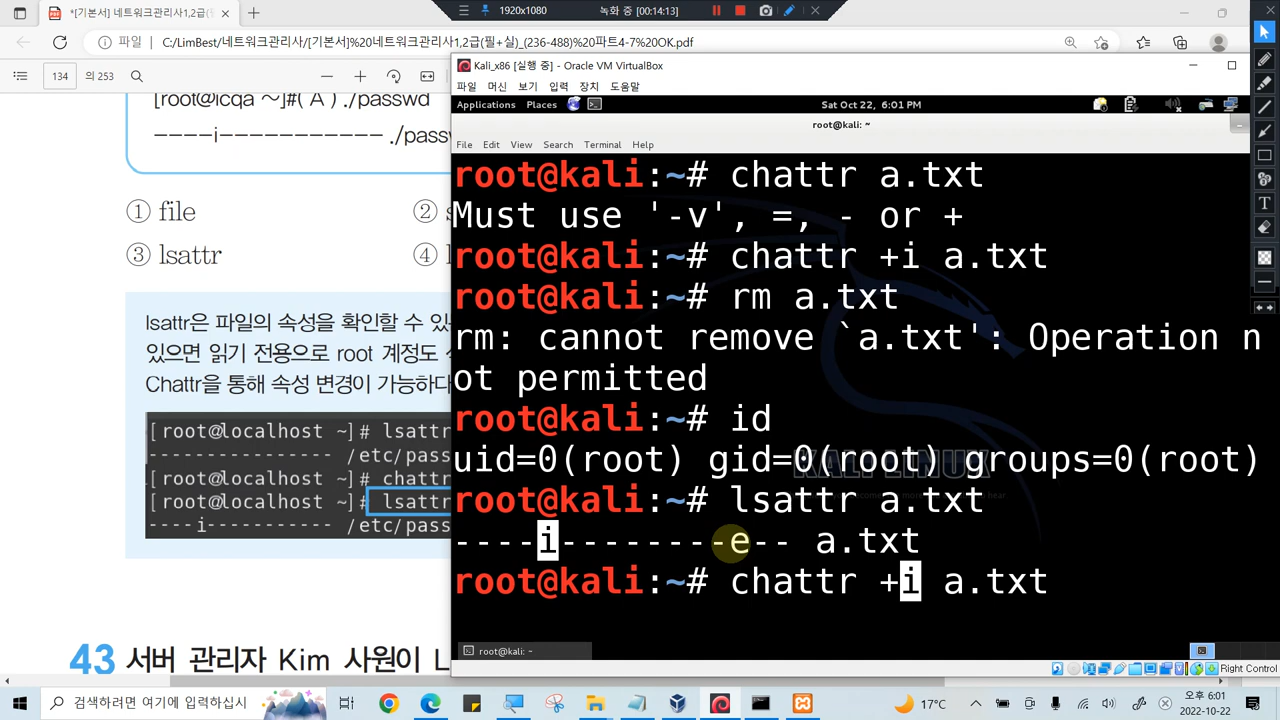 *[기본서] 네트워크관리사1,2급(필
1920x1080
녹화 중 00:14:13
파일 C:/LimBest/네트워크관리사/[기본서]%20네트워크관리사1,2급(필+실)_(236-488)%20파트4-7%20OK.pdf
134 의 253
[root@icqa ~]#( A ) ./passwd
----i------------ ./passw
① file
②
③ lsattr
④
lsattr은 파일의 속성을 확인할 수 있
있으면 읽기 전용으로 root 계정도
Chattr을 통해 속성 변경이 가능하다
[root@localhost ~]# lsattr
--------------- /etc/pass
[root@localhost ~]# chattr
[root@localhost ~]# lsattr
----i---------- /etc/pass
43 서버 관리자 Kim 사원이 L
Kali_x86 [실행 중] - Oracle VM VirtualBox
파일 머신 보기 입력 장치 도움말
Applications Places Sat Oct 22, 6:01 PM
root@kali: ~
File Edit View Search Terminal Help
root@kali:~# chattr a.txt
Must use '-v', =, - or +
root@kali:~# chattr +i a.txt
root@kali:~# rm a.txt
rm: cannot remove `a.txt': Operation n
ot permitted
root@kali:~# id
uid=0(root) gid=0(root) groups=0(root)
KALI LINUX
root@kali:~# lsattr a.txt
----i--------e-- a.txt
root@kali:~# chattr +i a.txt
root@kali: ~
Right Control
검색하려면 여기에 입력하십시
17°C
오후 6:01
2022-10-22